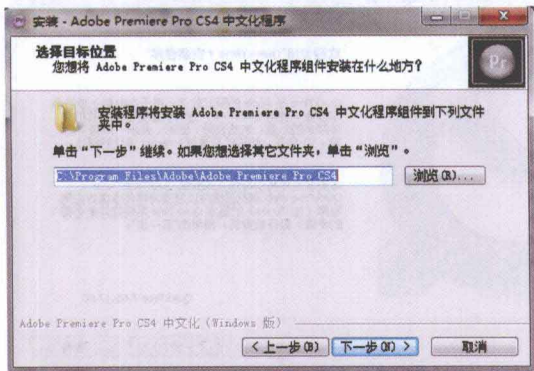 安装 - Adobe Premiere Pro CS4 中文化程序
选择目标位置
您想将 Adobe Premiere Pro CS4 中文化程序组件安装在什么地方?
Pr
安装程序将安装 Adobe Premiere Pro CS4 中文化程序组件到下列文件
夹中。
单击“下一步”继续。如果您想选择其它文件夹,单击“浏览”。
C:\Program Files\Adobe\Adobe Premiere Pro CS4
浏览(R)...
Adobe Premiere Pro CS4 中文化 (Windows 版)
< 上一步(B)
下一步(N) >
取消